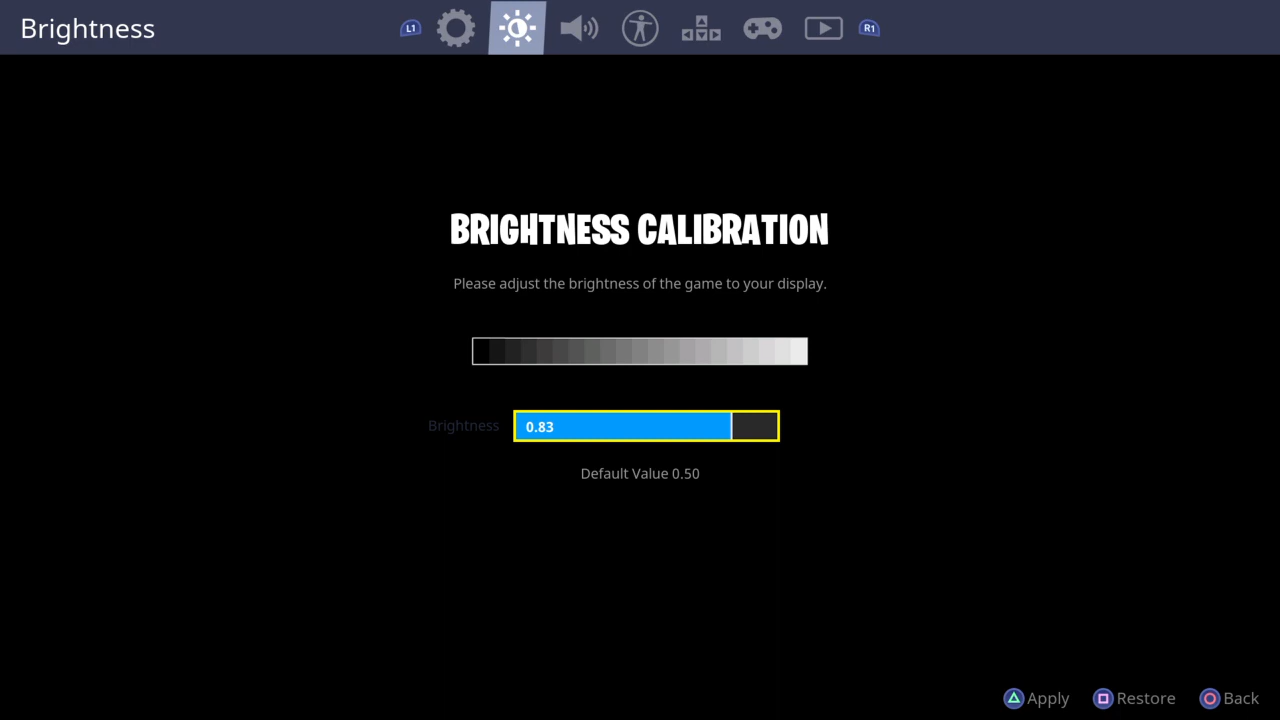 Brightness
L1
R1
BRIGHTNESS CALIBRATION
Please adjust the brightness of the game to your display.
Brightness
0.83
Default Value 0.50
Apply Restore Back